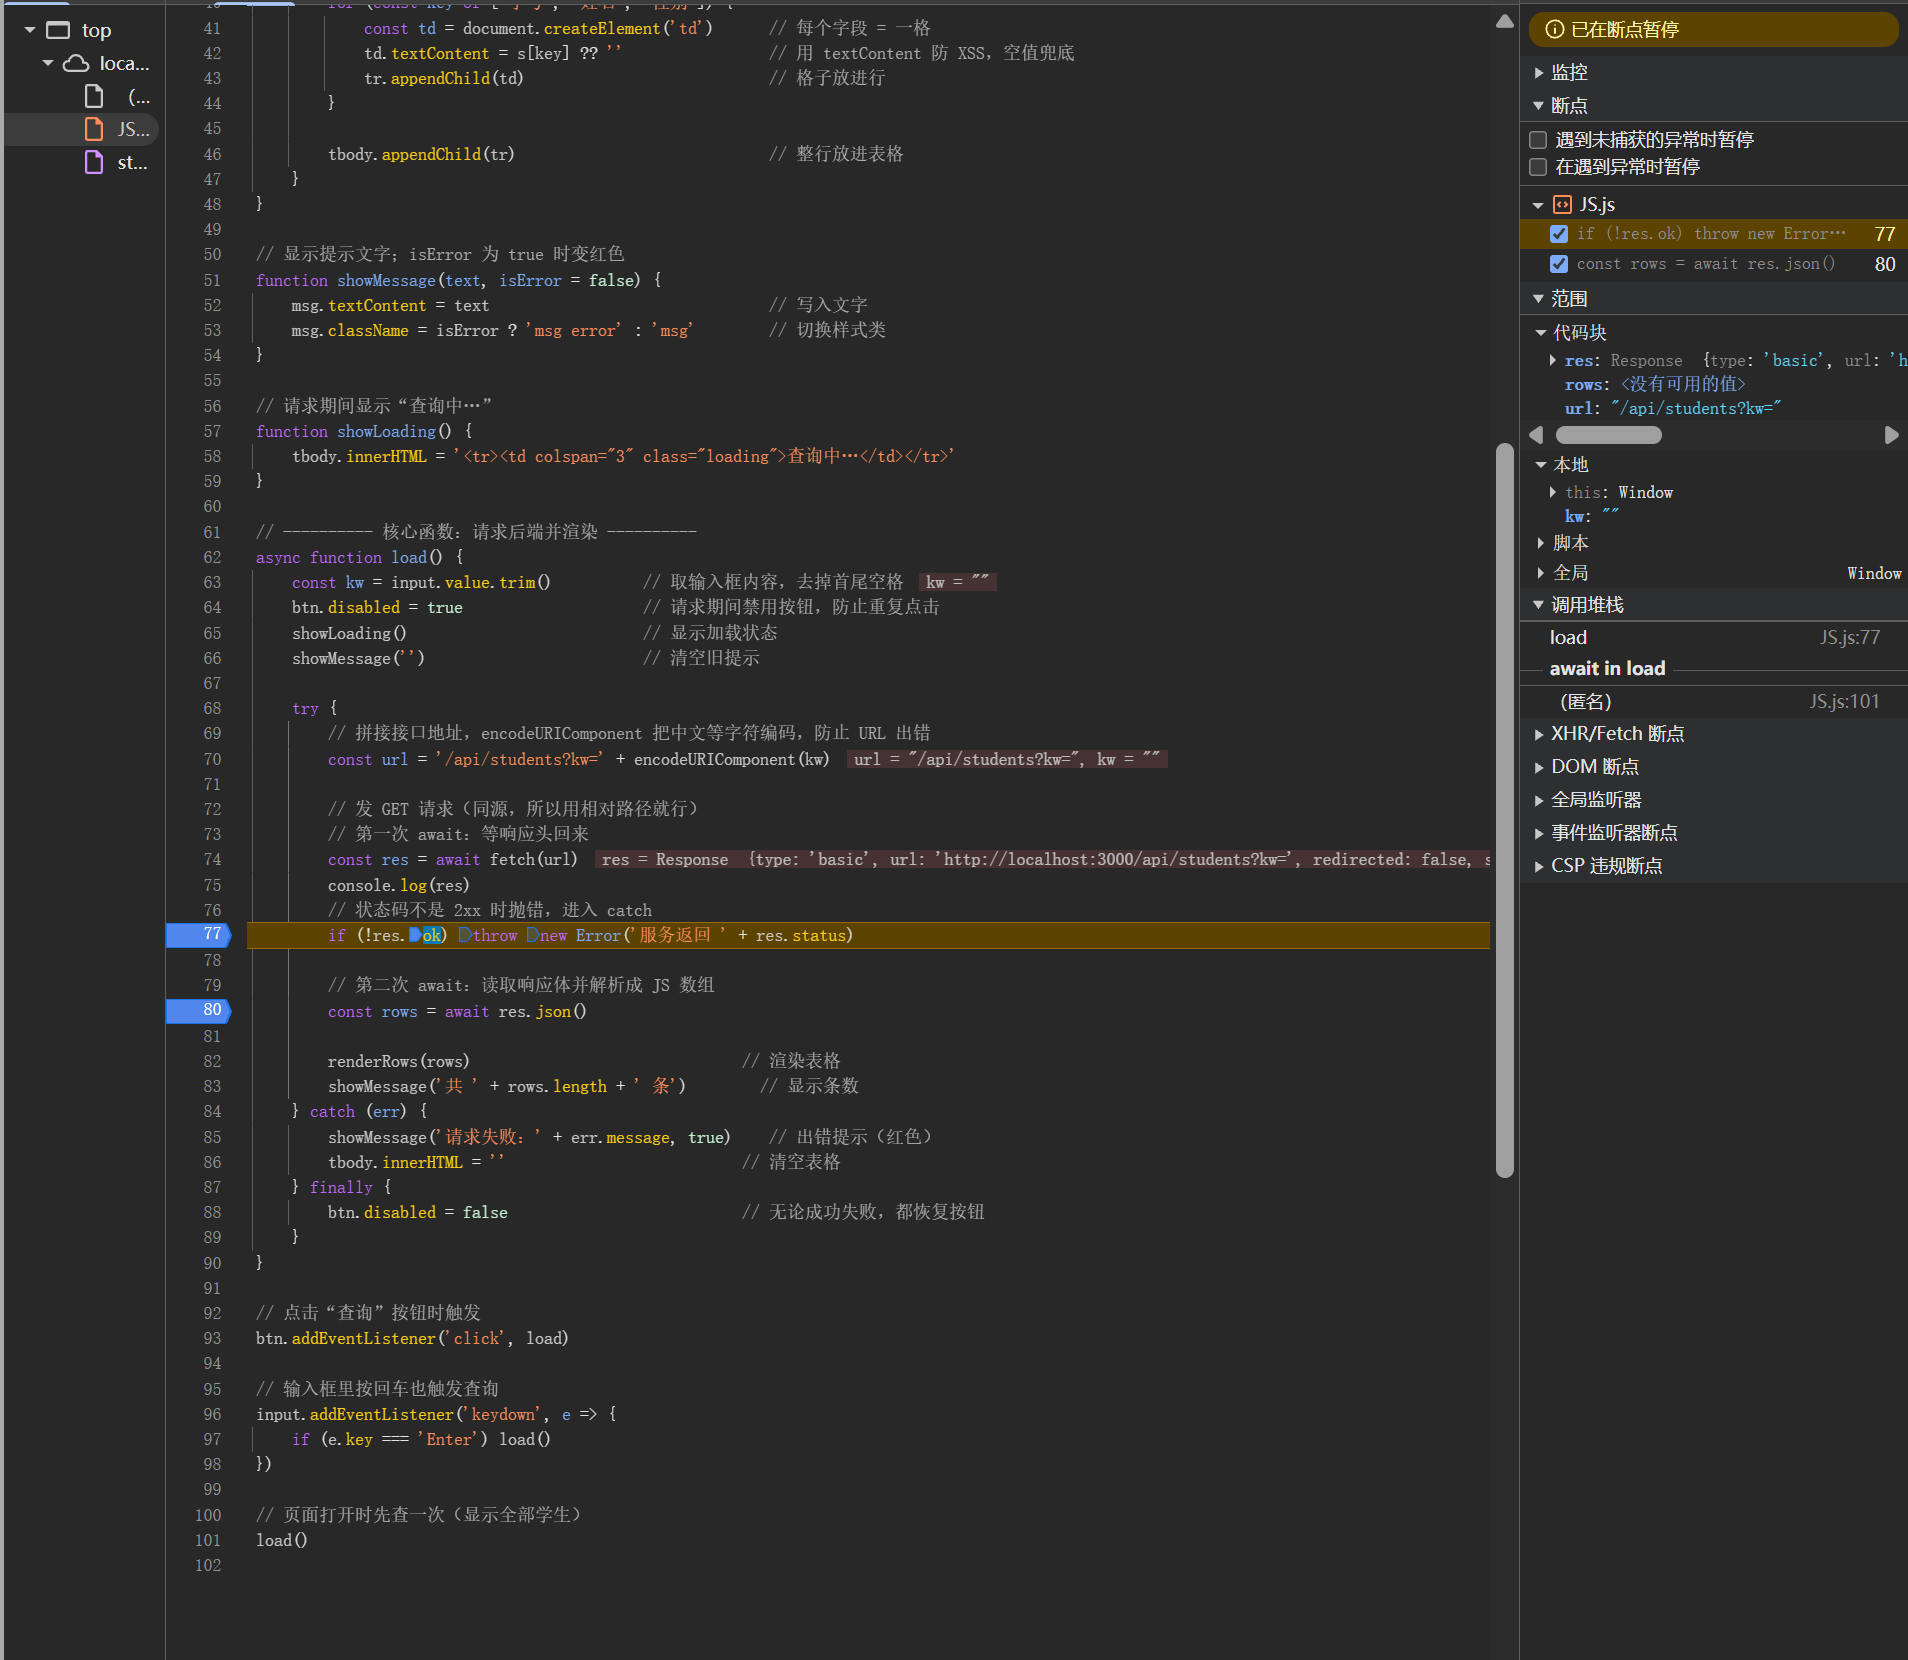 top
loca...
(...
JS...
st...
41 const td = document.createElement('td') // 每个字段 = 一格
42 td.textContent = s[key] ?? '' // 用 textContent 防 XSS，空值兜底
43 tr.appendChild(td) // 格子放进行
44 }
45
46 tbody.appendChild(tr) // 整行放进表格
47 }
48 }
49
50 // 显示提示文字；isError 为 true 时变红色
51 function showMessage(text, isError = false) {
52 msg.textContent = text // 写入文字
53 msg.className = isError ? 'msg error' : 'msg' // 切换样式类
54 }
55
56 // 请求期间显示“查询中…”
57 function showLoading() {
58 tbody.innerHTML = '<tr><td colspan="3" class="loading">查询中…</td></tr>'
59 }
60
61 // ---------- 核心函数：请求后端并渲染 ----------
62 async function load() {
63 const kw = input.value.trim() // 取输入框内容，去掉首尾空格 kw = ""
64 btn.disabled = true // 请求期间禁用按钮，防止重复点击
65 showLoading() // 显示加载状态
66 showMessage('') // 清空旧提示
67
68 try {
69 // 拼接接口地址，encodeURIComponent 把中文等字符编码，防止 URL 出错
70 const url = '/api/students?kw=' + encodeURIComponent(kw) url = "/api/students?kw=", kw = ""
71
72 // 发 GET 请求（同源，所以用相对路径就行）
73 // 第一次 await：等响应头回来
74 const res = await fetch(url) res = Response {type: 'basic', url: 'http://localhost:3000/api/students?kw=', redirected: false, s
75 console.log(res)
76 // 状态码不是 2xx 时抛错，进入 catch
77 if (!res.ok) throw new Error('服务返回 ' + res.status)
78
79 // 第二次 await：读取响应体并解析成 JS 数组
80 const rows = await res.json()
81
82 renderRows(rows) // 渲染表格
83 showMessage('共 ' + rows.length + ' 条') // 显示条数
84 } catch (err) {
85 showMessage('请求失败：' + err.message, true) // 出错提示（红色）
86 tbody.innerHTML = '' // 清空表格
87 } finally {
88 btn.disabled = false // 无论成功失败，都恢复按钮
89 }
90 }
91
92 // 点击“查询”按钮时触发
93 btn.addEventListener('click', load)
94
95 // 输入框里按回车也触发查询
96 input.addEventListener('keydown', e => {
97 if (e.key === 'Enter') load()
98 })
99
100 // 页面打开时先查一次（显示全部学生）
101 load()
102
已在断点暂停
监控
断点
遇到未捕获的异常时暂停
在遇到异常时暂停
JS.js
if (!res.ok) throw new Error… 77
const rows = await res.json() 80
范围
代码块
res: Response {type: 'basic', url: 'h
rows: <没有可用的值>
url: "/api/students?kw="
本地
this: Window
kw: ""
脚本
全局 Window
调用堆栈
load JS.js:77
await in load
（匿名） JS.js:101
XHR/Fetch 断点
DOM 断点
全局监听器
事件监听器断点
CSP 违规断点